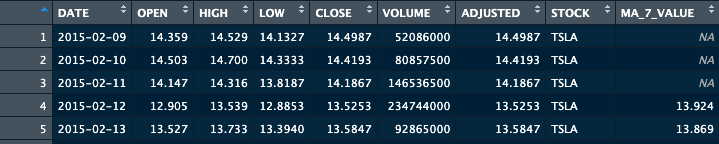 DATE OPEN HIGH LOW CLOSE VOLUME ADJUSTED STOCK MA_7_VALUE
1 2015-02-09 14.359 14.529 14.1327 14.4987 52086000 14.4987 TSLA NA
2 2015-02-10 14.503 14.700 14.3333 14.4193 80857500 14.4193 TSLA NA
3 2015-02-11 14.147 14.316 13.8187 14.1867 146536500 14.1867 TSLA NA
4 2015-02-12 12.905 13.539 12.8853 13.5253 234744000 13.5253 TSLA 13.924
5 2015-02-13 13.527 13.733 13.3940 13.5847 92865000 13.5847 TSLA 13.869